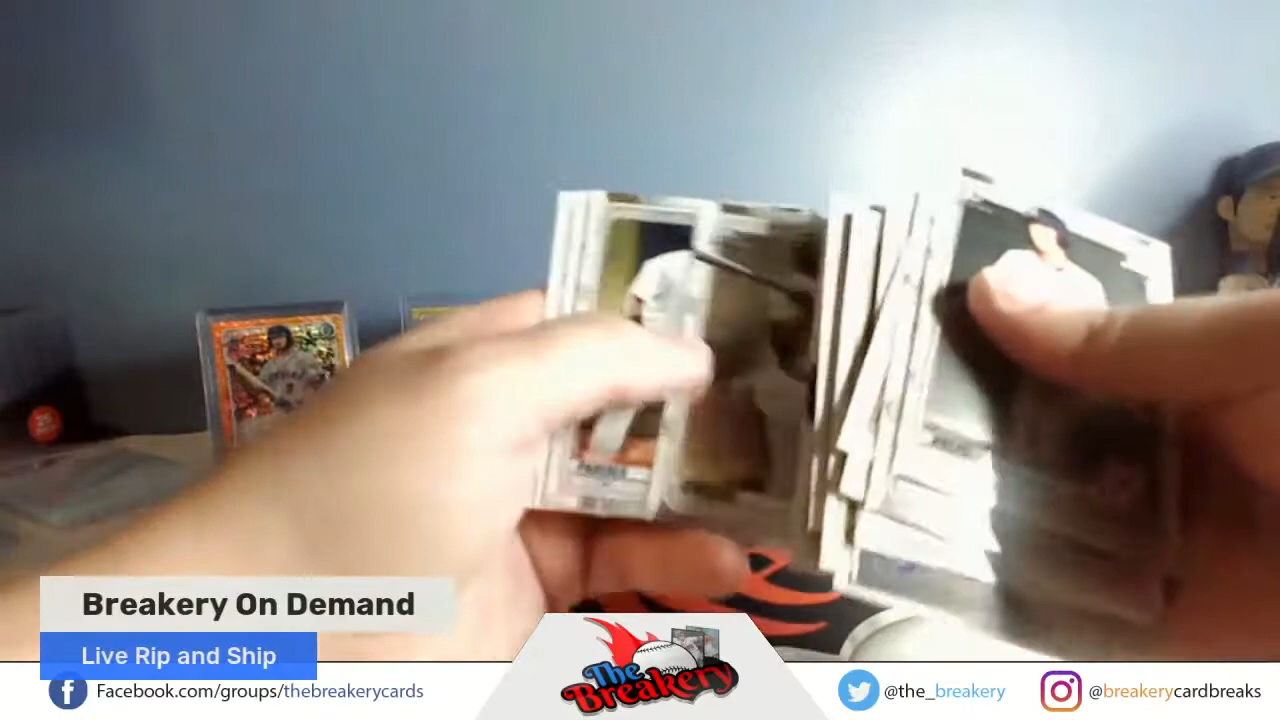 Breakery On Demand
Live Rip and Ship
Facebook.com/groups/thebreakerycards
The
Breakery
@the_breakery
@breakerycardbreaks